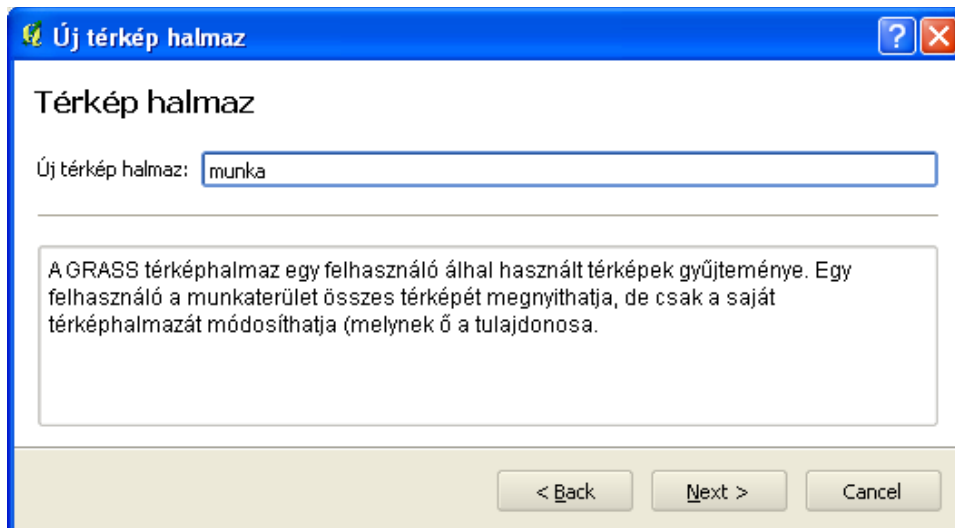 Új térkép halmaz
Térkép halmaz
Új térkép halmaz: munka
A GRASS térképhalmaz egy felhasználó álhal használt térképek gyűjteménye. Egy
felhasználó a munkaterület összes térképét megnyithatja, de csak a saját
térképhalmazát módosíthatja (melynek ő a tulajdonosa.
< Back Next > Cancel